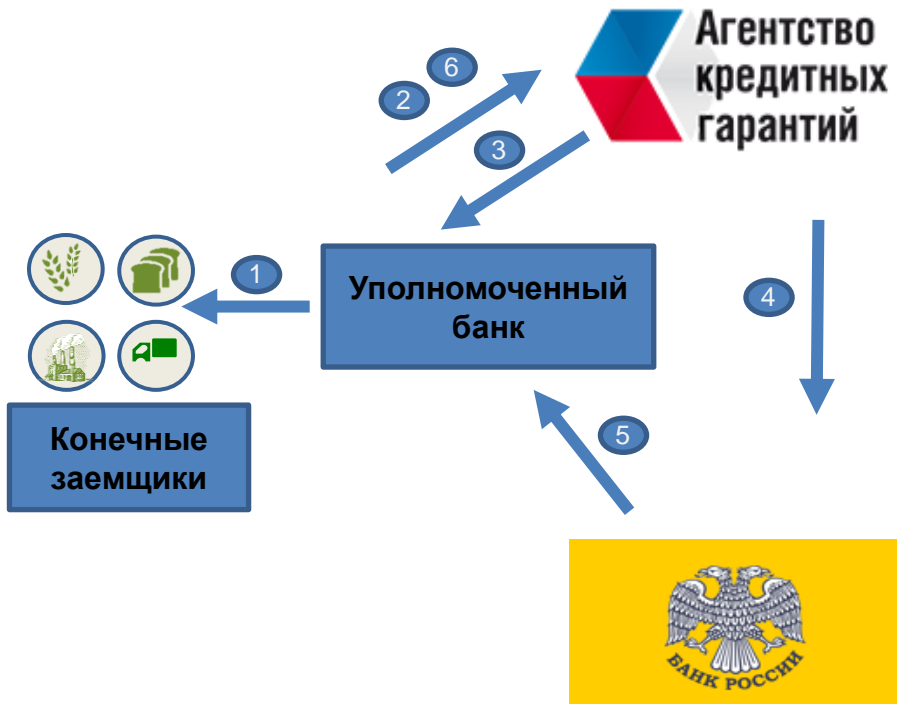 Агентство
кредитных
гарантий
6
2
3
1
Уполномоченный
банк
4
Конечные
заемщики
5
БАНК РОССИИ